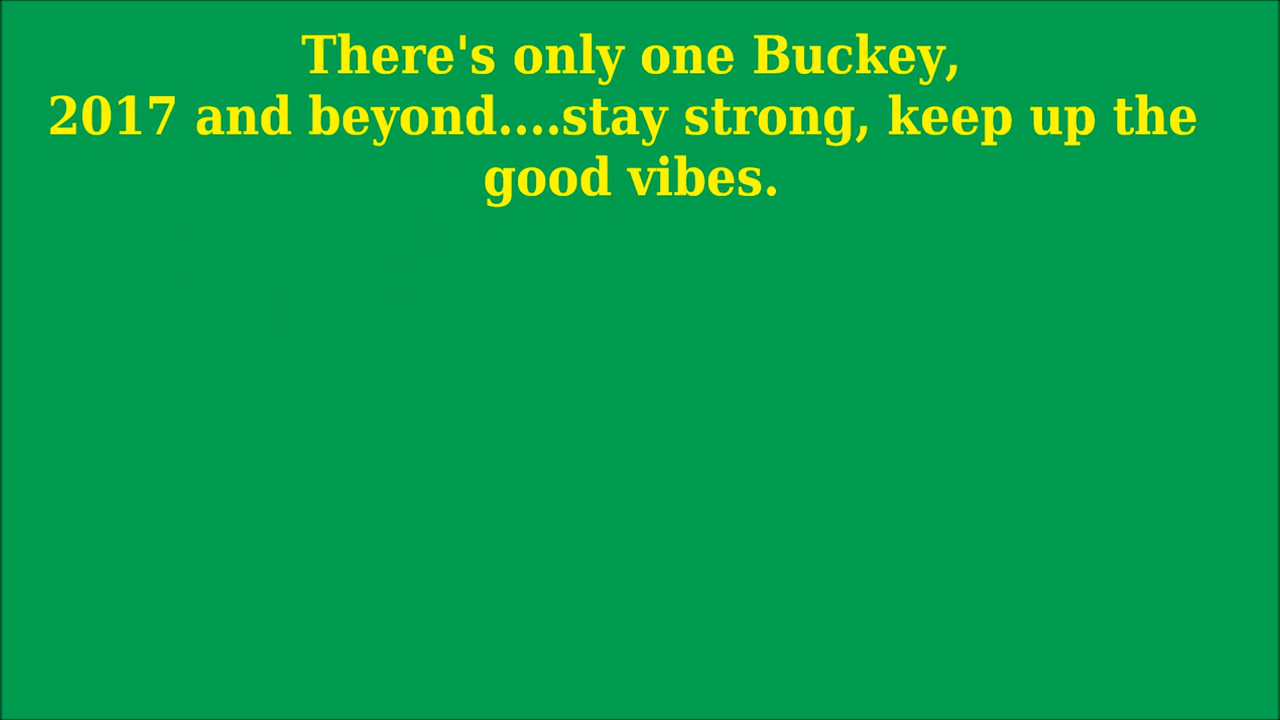 There's only one Buckey,
2017 and beyond....stay strong, keep up the
good vibes.